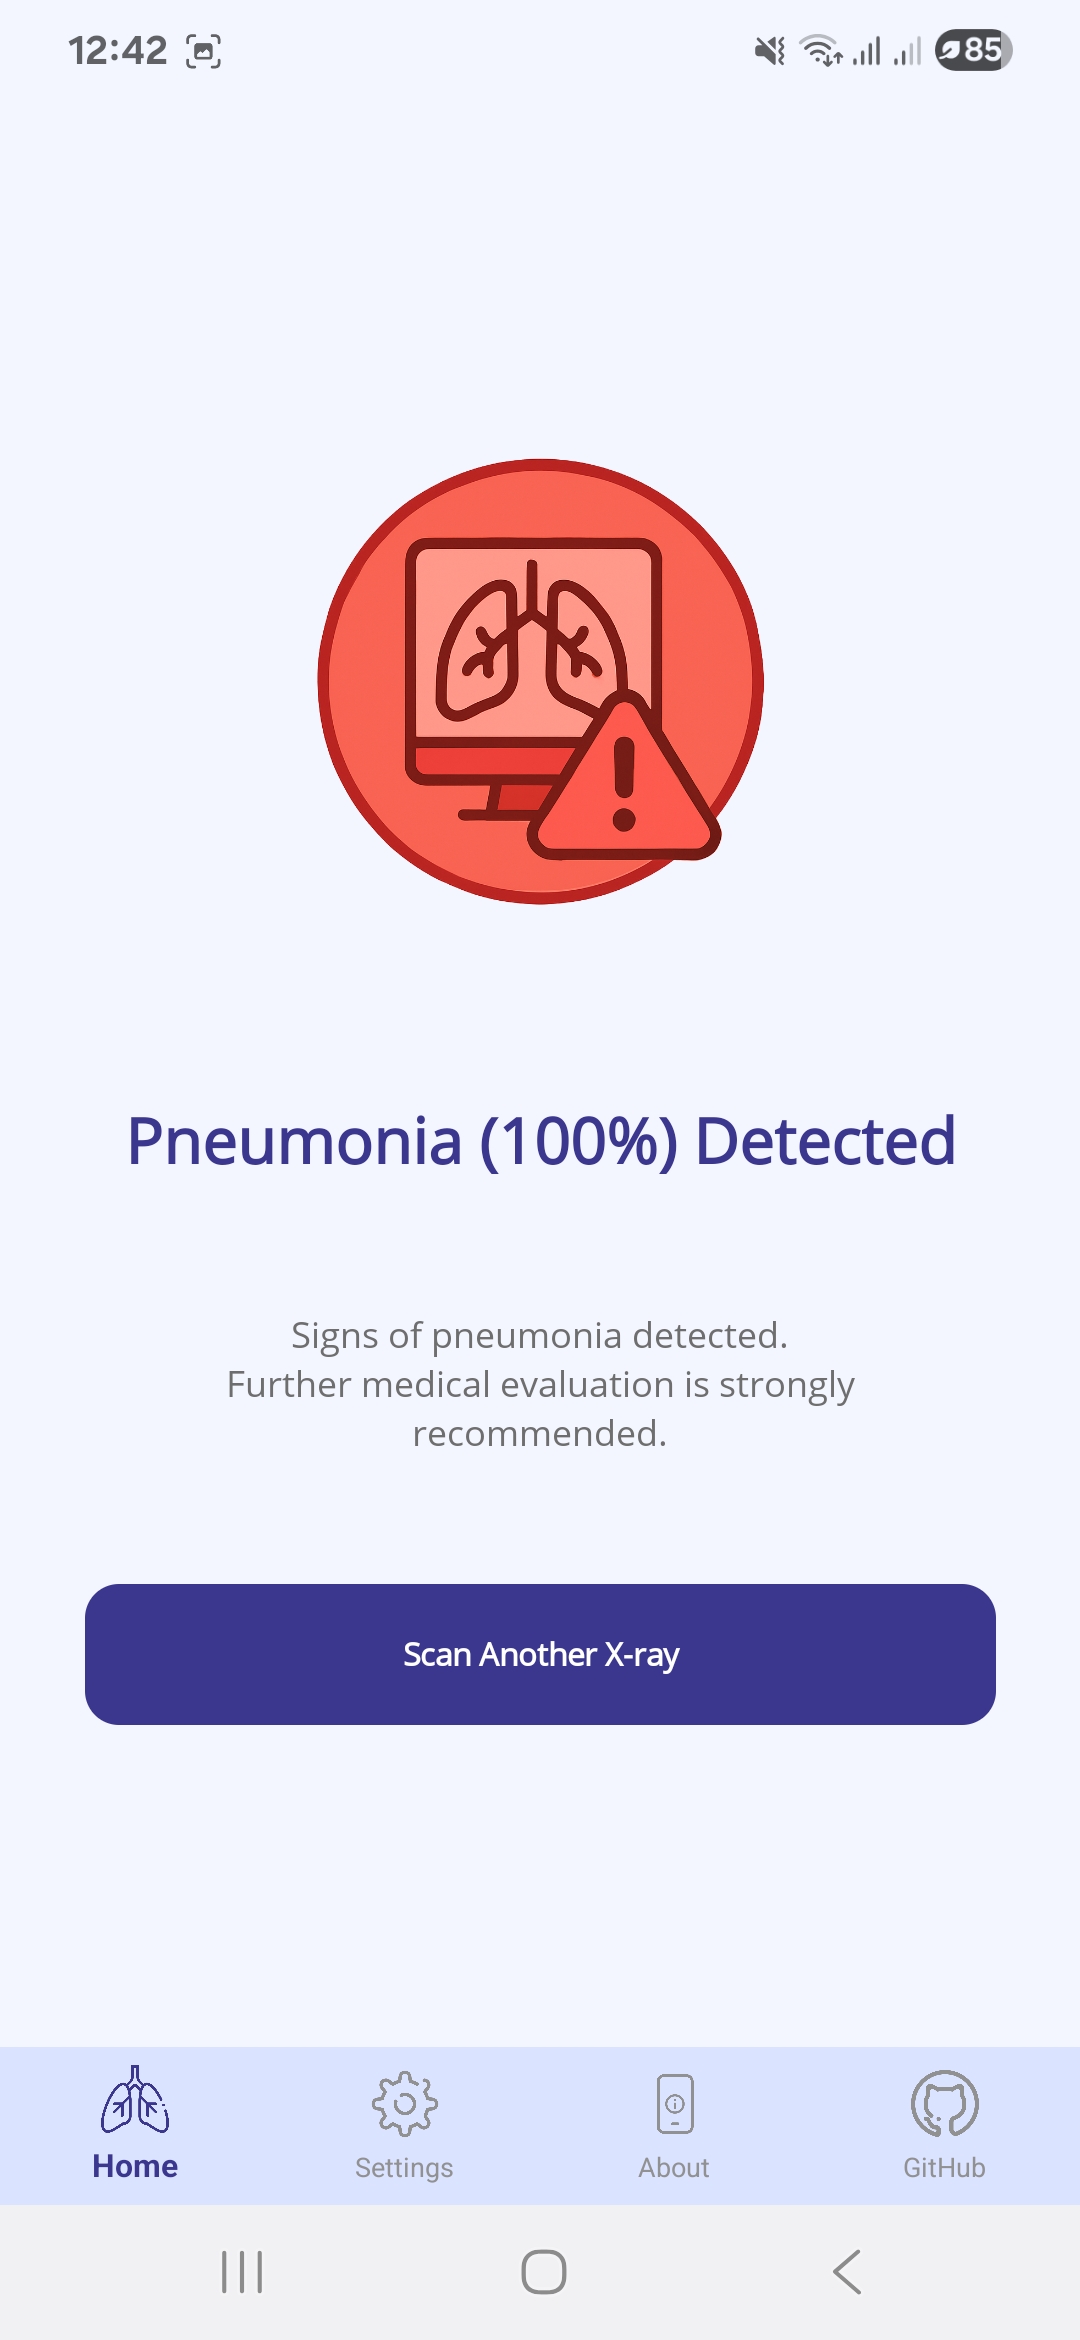 12:42
85
Pneumonia (100%) Detected
Signs of pneumonia detected.
Further medical evaluation is strongly
recommended.
Scan Another X-ray
Home
Settings
About
GitHub